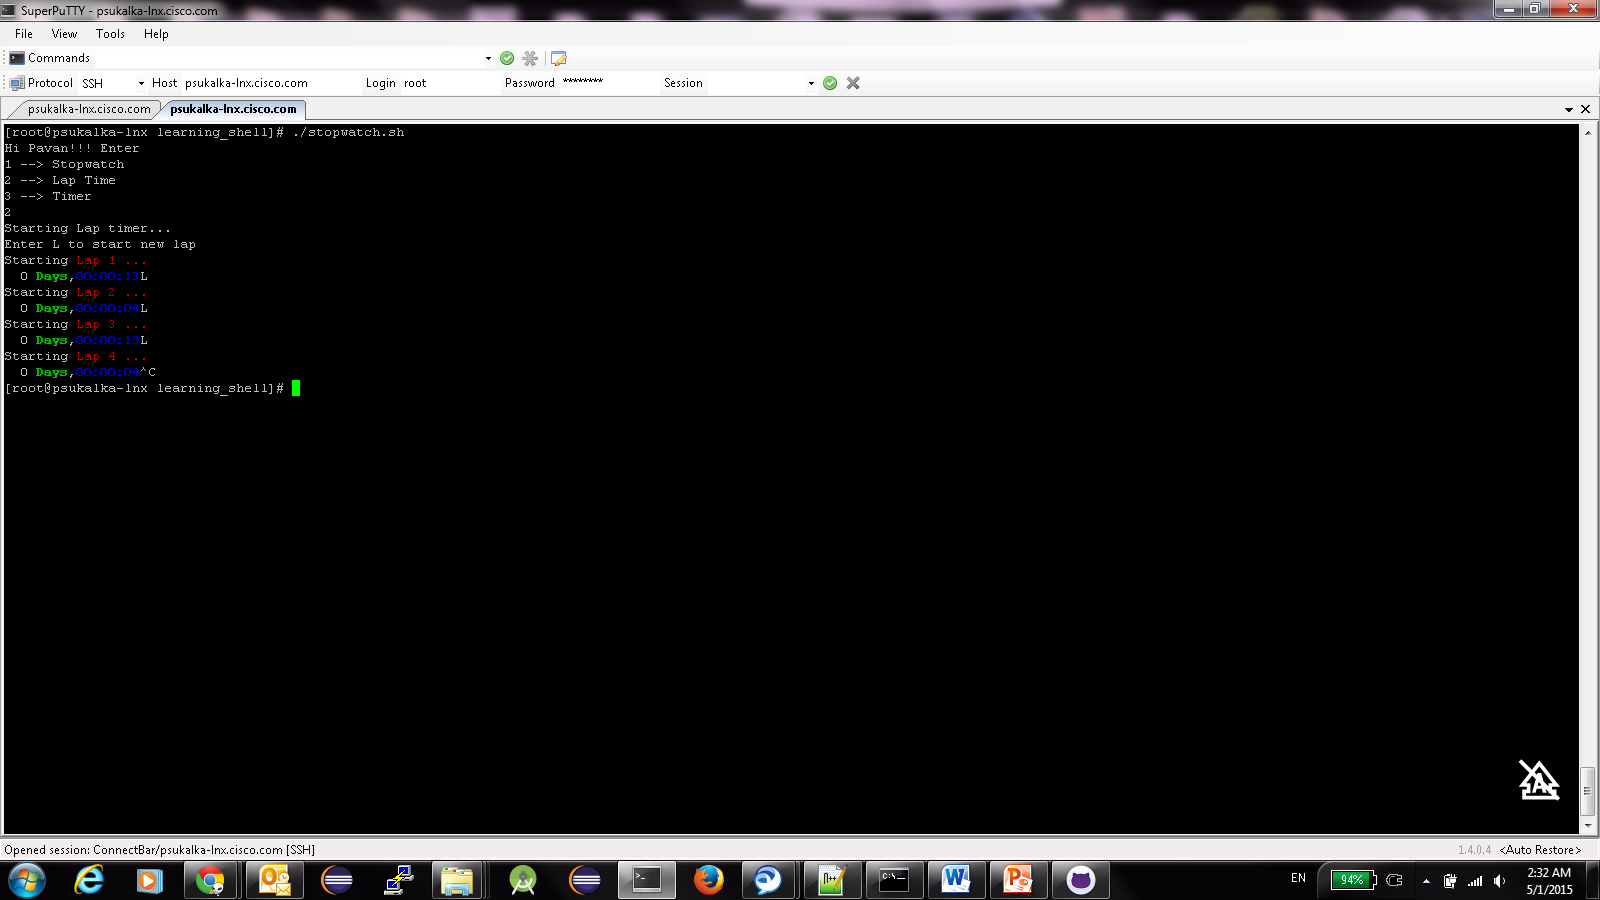 SuperPuTTY - psukalka-lnx.cisco.com
File View Tools Help
Commands
Protocol SSH Host psukalka-lnx.cisco.com Login root Password ******** Session
psukalka-lnx.cisco.com psukalka-lnx.cisco.com
[root@psukalka-lnx learning_shell]# ./stopwatch.sh
Hi Pavan!!! Enter
1 --> Stopwatch
2 --> Lap Time
3 --> Timer
2
Starting Lap timer...
Enter L to start new lap
Starting Lap 1 ...
0 Days,00:00:13L
Starting Lap 2 ...
0 Days,00:00:04L
Starting Lap 3 ...
0 Days,00:00:15L
Starting Lap 4 ...
0 Days,00:00:04^C
[root@psukalka-lnx learning_shell]#
Opened session: ConnectBar/psukalka-lnx.cisco.com [SSH] 1.4.0.4 <Auto Restore>
EN 94% 2:32 AM
5/1/2015